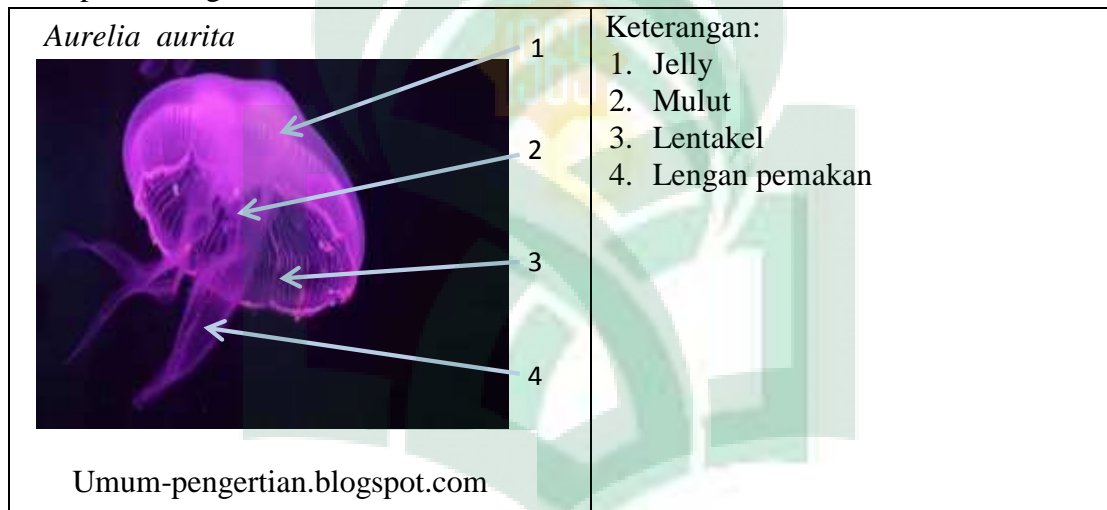 Aurelia aurita
1
2
3
4
Umum-pengertian.blogspot.com
Keterangan:
1. Jelly
2. Mulut
3. Lentakel
4. Lengan pemakan